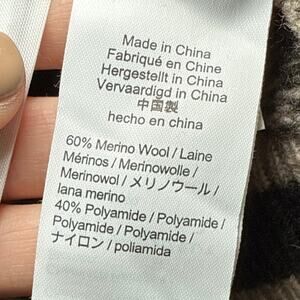 Made in China
Fabriqué en Chine
Hergestellt in China
Vervaardigd in China
中国製
hecho en china
60% Merino Wool / Laine
Mérinos / Merinowolle /
Merinowol / メリノウール /
lana merino
40% Polyamide / Polyamide /
Polyamide / Polyamide /
ナイロン / poliamida